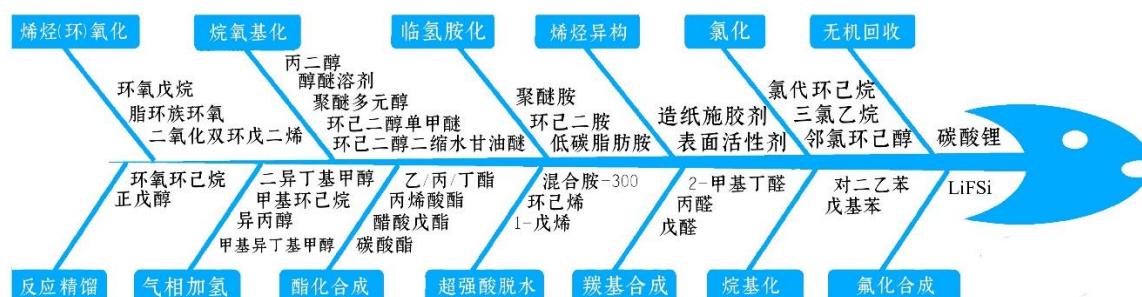 烯烃(环)氧化
烷氧基化
临氢胺化
烯烃异构
氯化
无机回收
环氧戊烷
脂环族环氧
二氧化双环戊二烯
丙二醇
醇醚溶剂
聚醚多元醇
环己二醇单甲醚
环己二醇二缩水甘油醚
聚醚胺
环己二胺
低碳脂肪胺
造纸施胶剂
表面活性剂
氯代环己烷
三氯乙烷
邻氯环己醇
碳酸锂
环氧环己烷
正戊醇
二异丁基甲醇
甲基环己烷
异丙醇
甲基异丁基甲醇
乙/丙/丁酯
丙烯酸酯
醋酸戊酯
碳酸酯
混合胺-300
环己烯
1-戊烯
2-甲基丁醛
丙醛
戊醛
对二乙苯
戊基苯
LiFSi
反应精馏
气相加氢
酯化合成
超强酸脱水
羰基合成
烷基化
氟化合成